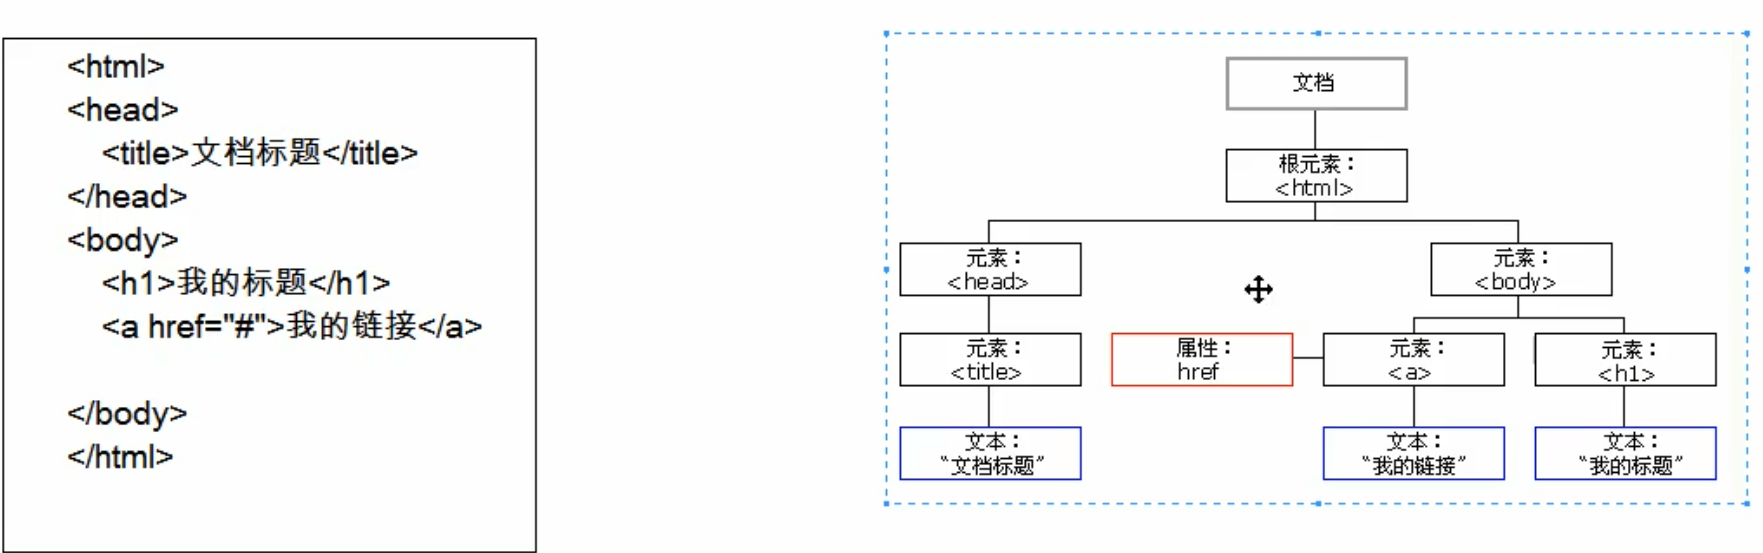 <html>
<head>
<title>文档标题</title>
</head>
<body>
<h1>我的标题</h1>
<a href="#">我的链接</a>
</body>
</html>
文档
根元素：
<html>
元素：
<head>
元素：
<body>
元素：
<title>
属性：
href
元素：
<a>
元素：
<h1>
文本：
“文档标题”
文本：
“我的链接”
文本：
“我的标题”